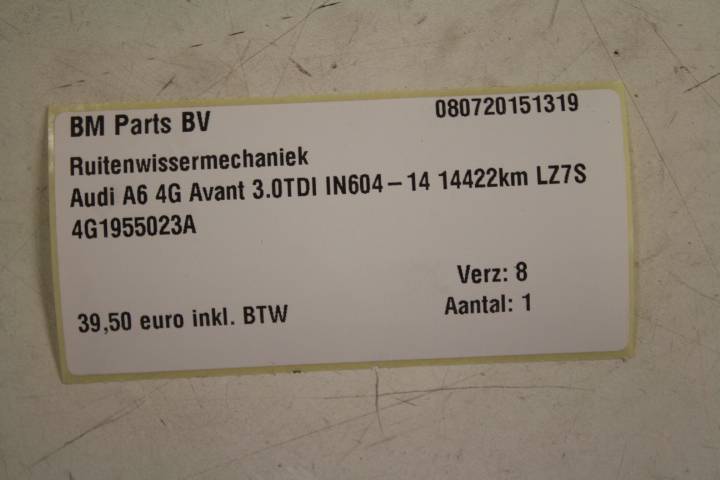 BM Parts BV 080720151319
Ruitenwissermechaniek
Audi A6 4G Avant 3.0TDI IN604-14 14422km LZ7S
4G1955023A
Verz: 8
39,50 euro inkl. BTW Aantal: 1